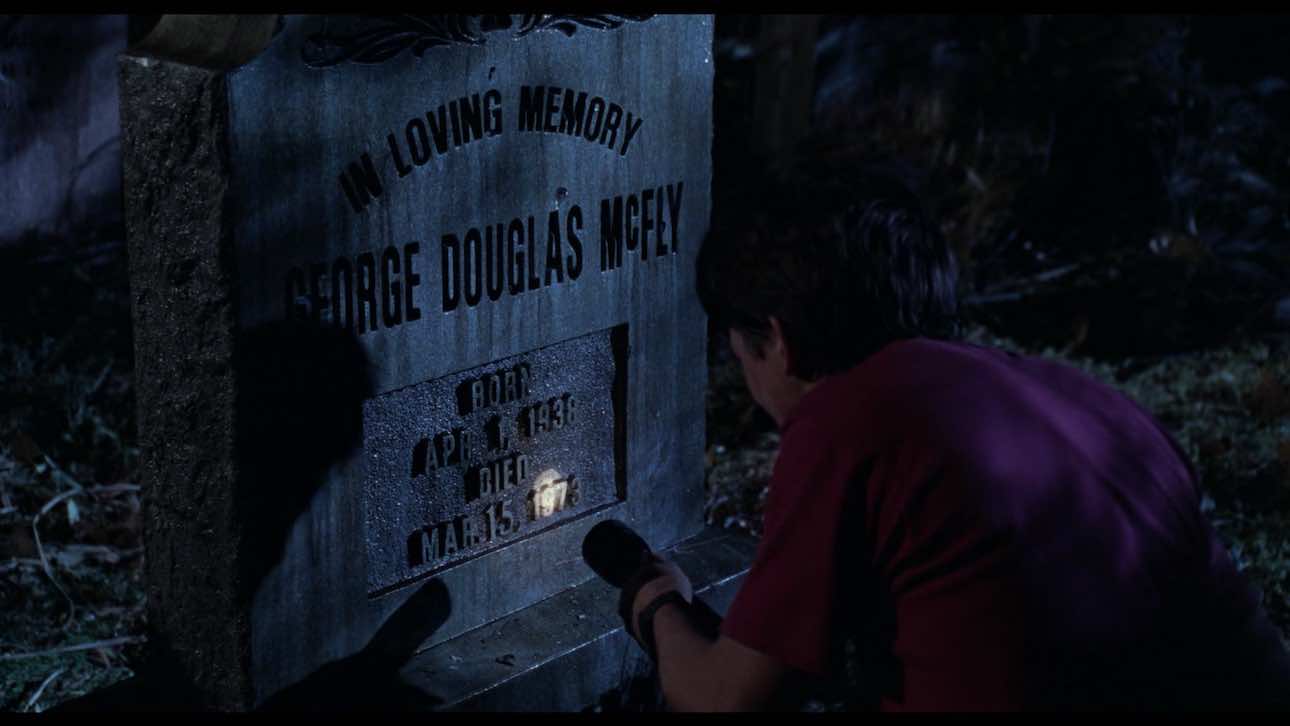 IN LOVING MEMORY
GEORGE DOUGLAS McFLY
BORN
APR. 1, 1938
DIED
MAR. 15, 1973